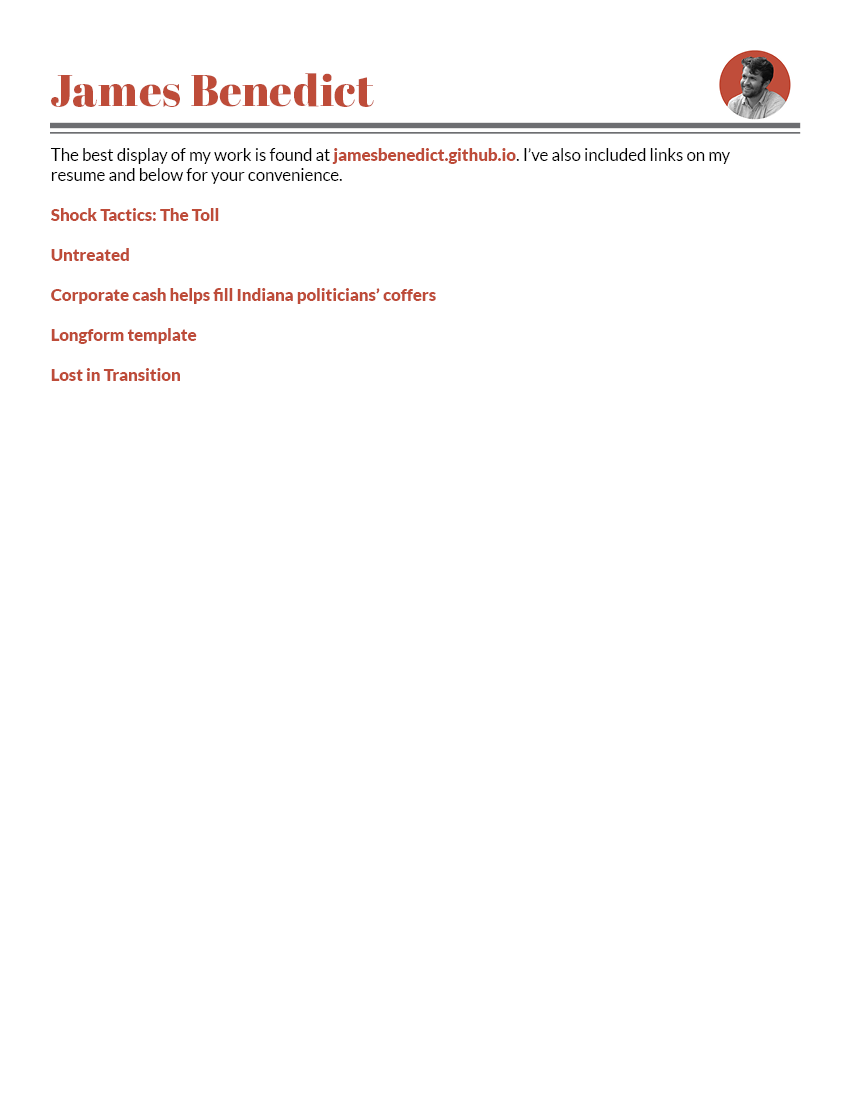 James Benedict
The best display of my work is found at jamesbenedict.github.io. I’ve also included links on my
resume and below for your convenience.
Shock Tactics: The Toll
Untreated
Corporate cash helps fill Indiana politicians’ coffers
Longform template
Lost in Transition